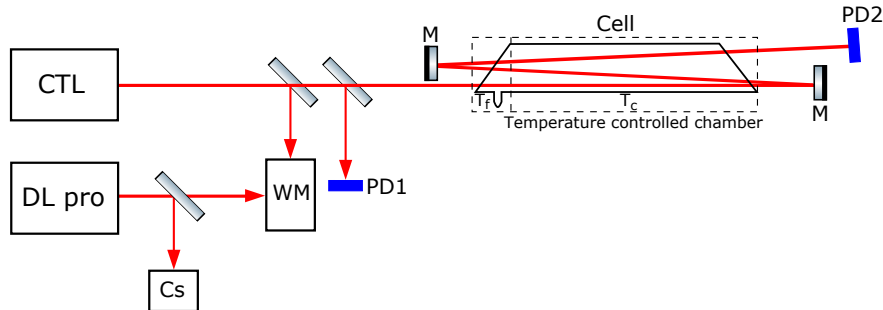 PD2
Cell
M
CTL
T_f
T_c
M
Temperature controlled chamber
PD1
DL pro
WM
Cs